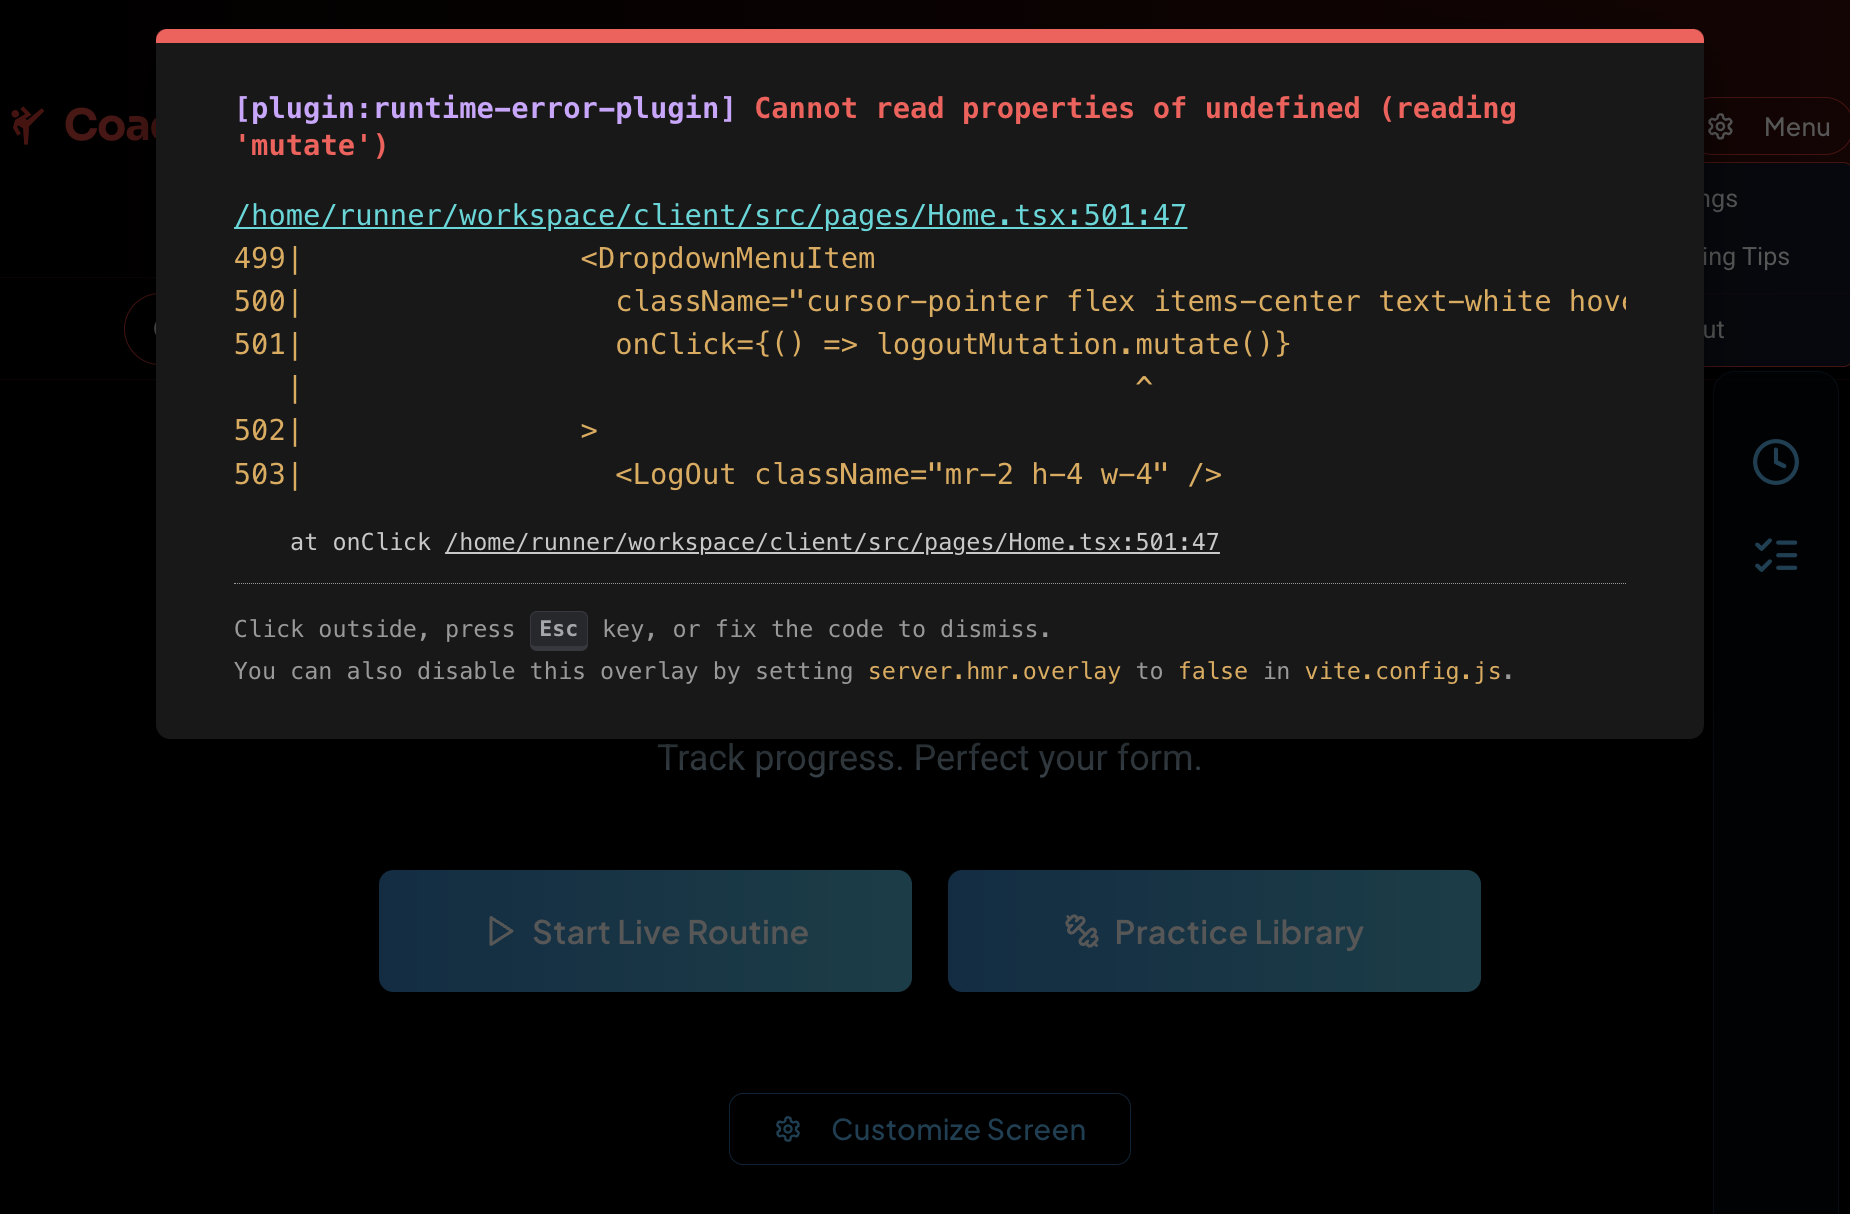 [plugin:runtime-error-plugin] Cannot read properties of undefined (reading
'mutate')
Menu
/home/runner/workspace/client/src/pages/Home.tsx:501:47
499|                <DropdownMenuItem
500|                  className="cursor-pointer flex items-center text-white
501|                  onClick={() => logoutMutation.mutate()}
   |                                                ^
502|                >
503|                  <LogOut className="mr-2 h-4 w-4" />
Tips
at onClick /home/runner/workspace/client/src/pages/Home.tsx:501:47
Click outside, press Esc key, or fix the code to dismiss.
You can also disable this overlay by setting server.hmr.overlay to false in vite.config.js.
Track progress. Perfect your form.
Start Live Routine
Practice Library
Customize Screen